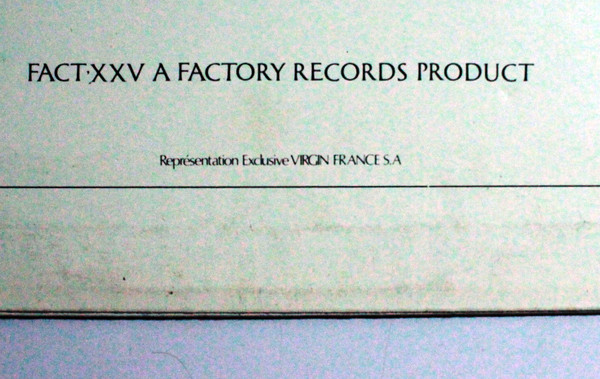 FACT·XXV A FACTORY RECORDS PRODUCT
Représentation Exclusive VIRGIN FRANCE S.A